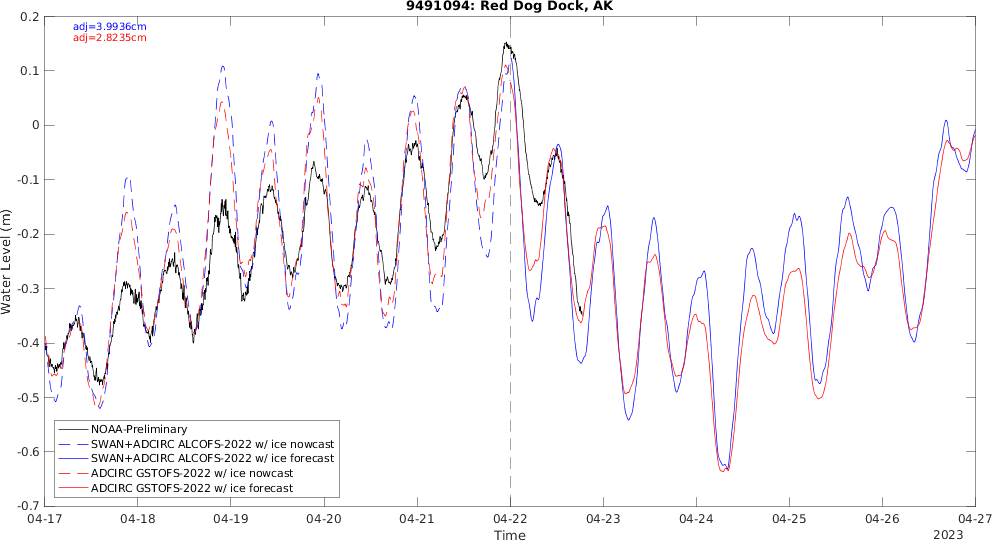 9491094: Red Dog Dock, AK
adj=3.9936cm
adj=2.8235cm
Water Level (m)
0.2
0.1
0
-0.1
-0.2
-0.3
-0.4
-0.5
-0.6
-0.7
NOAA-Preliminary
SWAN+ADCIRC ALCOFS-2022 w/ ice nowcast
SWAN+ADCIRC ALCOFS-2022 w/ ice forecast
ADCIRC GSTOFS-2022 w/ ice nowcast
ADCIRC GSTOFS-2022 w/ ice forecast
04-17 04-18 04-19 04-20 04-21 04-22 04-23 04-24 04-25 04-26 04-27
Time
2023